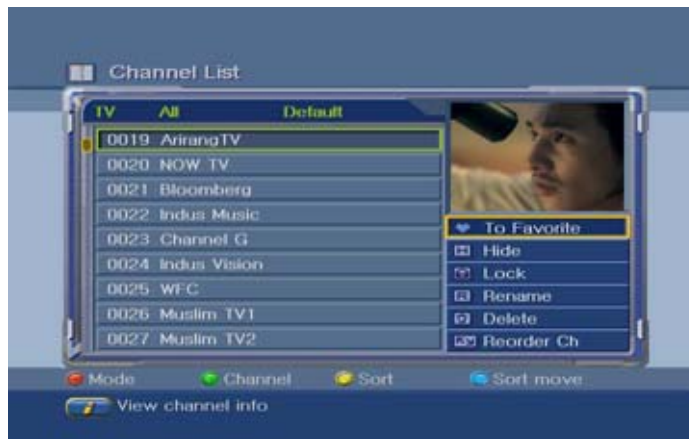 Channel List
TV All Default
0019 ArirangTV
0020 NOW TV
0021 Bloomberg
0022 Indus Music
0023 Channel G
0024 Indus Vision
0025 WFC
0026 Muslim TV1
0027 Muslim TV2
To Favorite
Hide
Lock
Rename
Delete
Reorder Ch
Mode Channel Sort Sort move
i View channel info